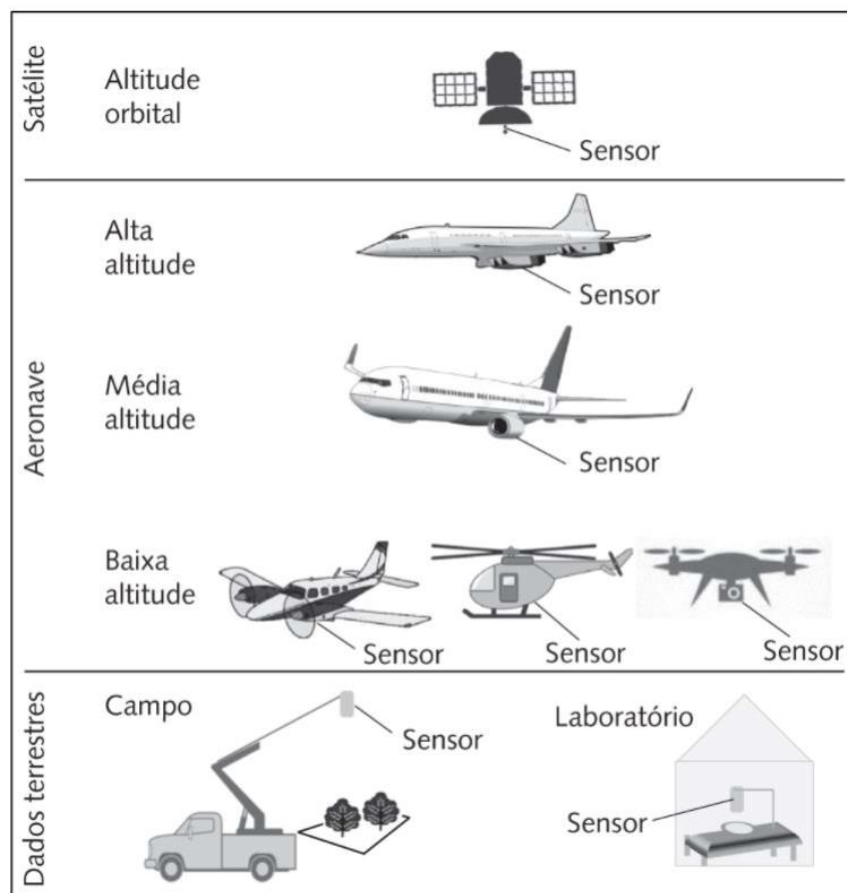 Satélite
Altitude
orbital
Sensor
Aeronave
Alta
altitude
Sensor
Média
altitude
Sensor
Baixa
altitude
Sensor
Sensor
Sensor
Dados terrestres
Campo
Sensor
Laboratório
Sensor